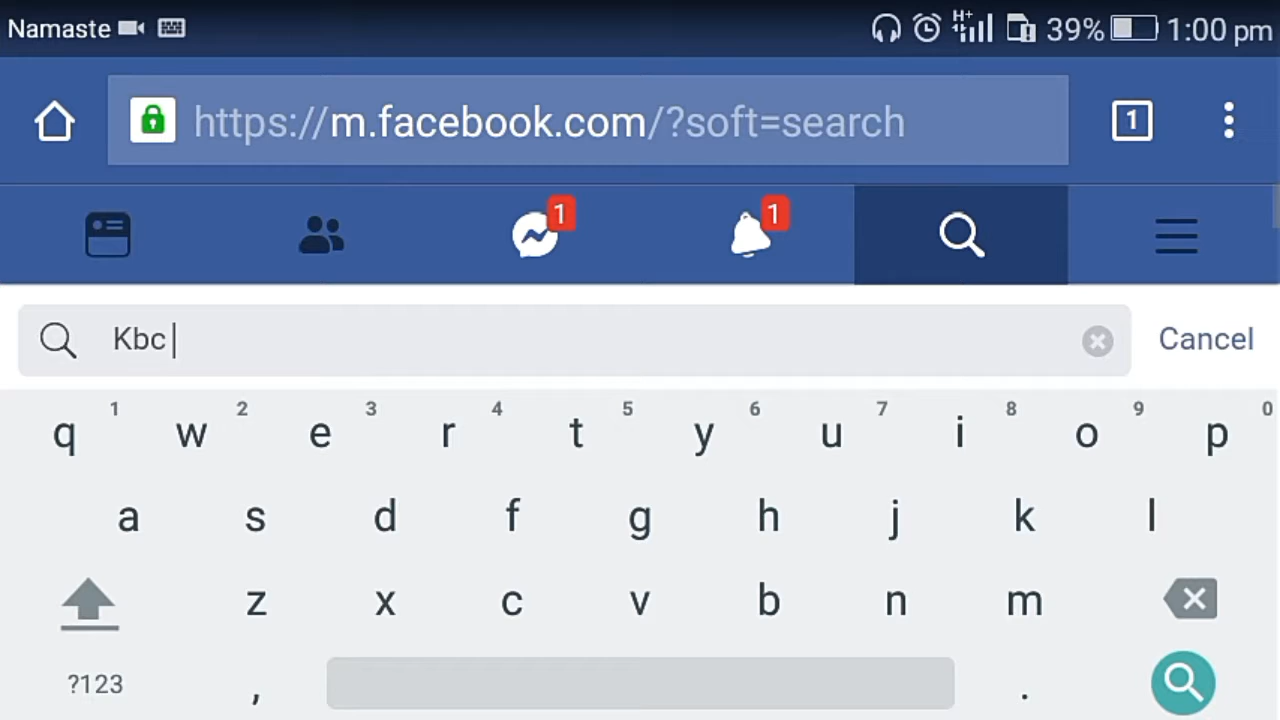 Namaste 39% 1:00 pm
https://m.facebook.com/?soft=search 1
1 1
Kbc Cancel
1 2 3 4 5 6 7 8 9 0
q w e r t y u i o p
a s d f g h j k l
z x c v b n m
?123 , .